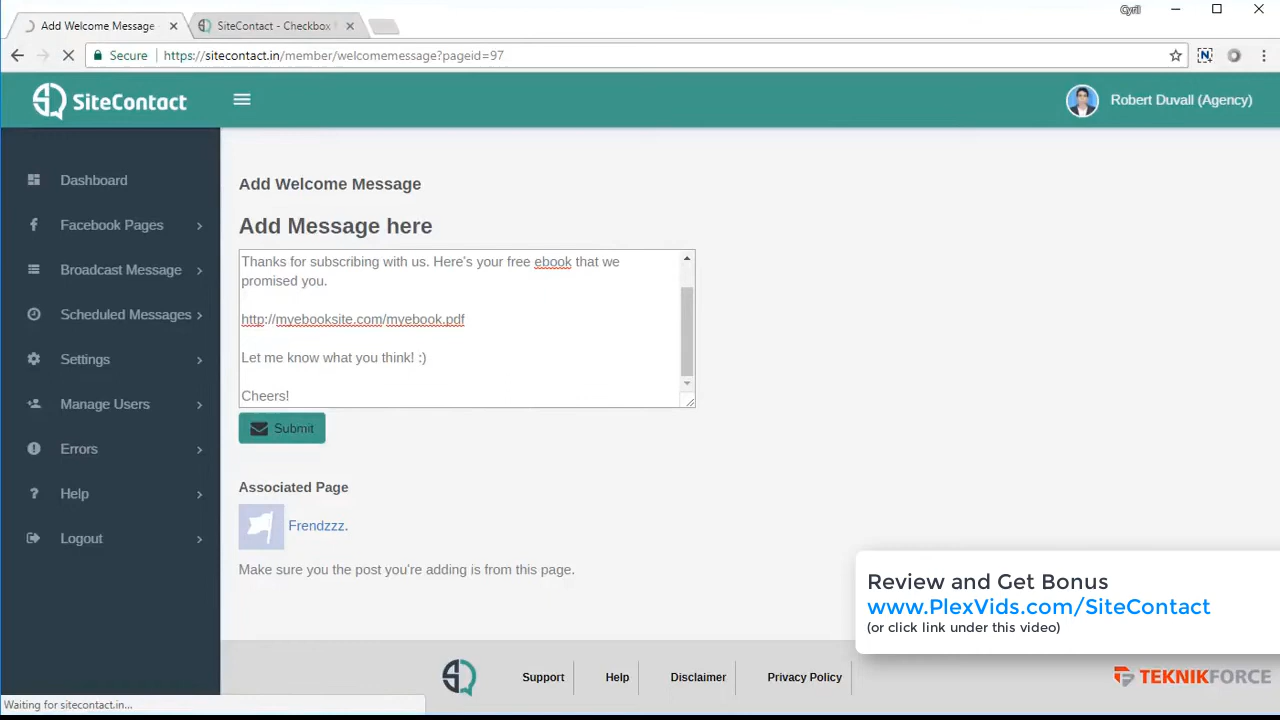 Add Welcome Message
SiteContact - Checkbox
Cyril
Secure
https://sitecontact.in/member/welcomemessage?pageid=97
SiteContact
Robert Duvall (Agency)
Dashboard
Facebook Pages
Broadcast Message
Scheduled Messages
Settings
Manage Users
Errors
Help
Logout
Add Welcome Message
Add Message here
Thanks for subscribing with us. Here's your free ebook that we
promised you.
http://myebooksite.com/myebook.pdf
Let me know what you think! :)
Cheers!
Submit
Associated Page
Frendzzz.
Make sure you the post you're adding is from this page.
Review and Get Bonus
www.PlexVids.com/SiteContact
(or click link under this video)
Support
Help
Disclaimer
Privacy Policy
TEKNIKFORCE
Waiting for sitecontact.in...